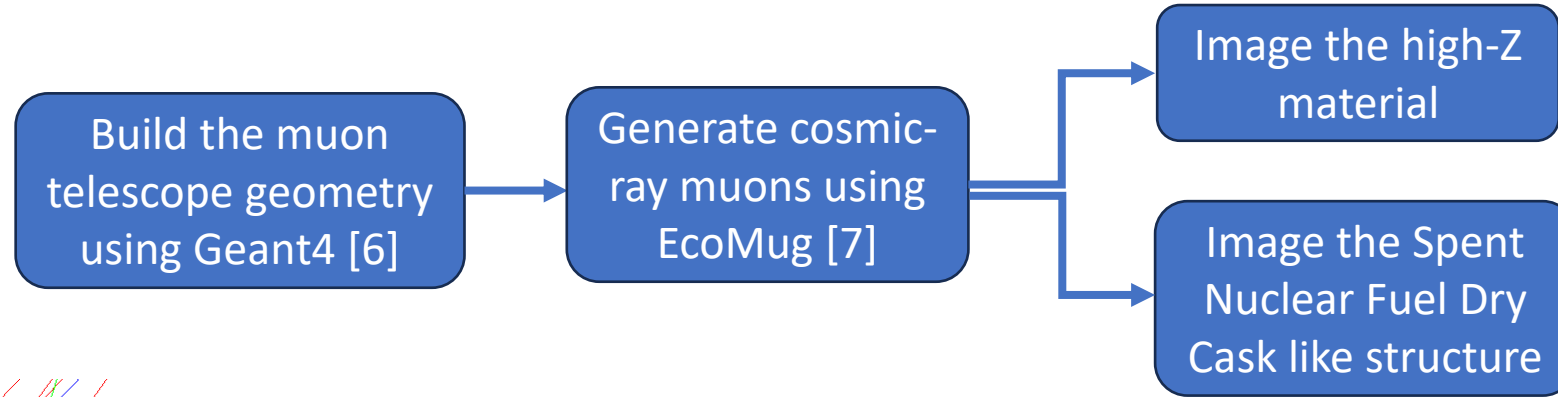 Build the muon
telescope geometry
using Geant4 [6]
Generate cosmic-
ray muons using
EcoMug [7]
Image the high-Z
material
Image the Spent
Nuclear Fuel Dry
Cask like structure